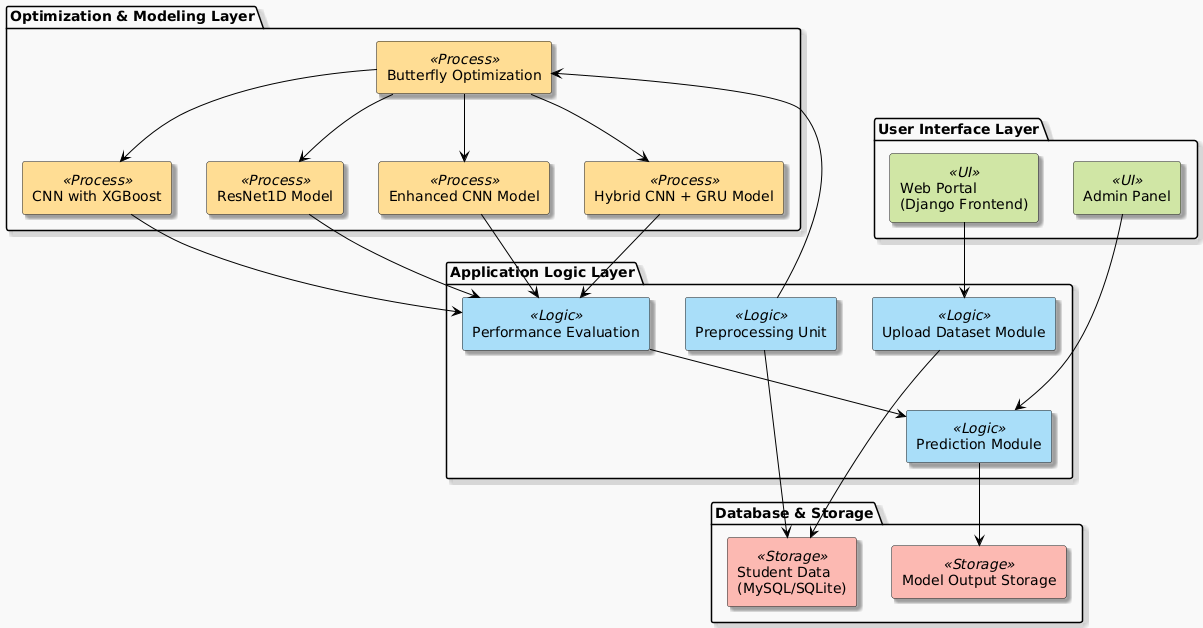 Optimization & Modeling Layer
«Process»
Butterfly Optimization
«Process»
CNN with XGBoost
«Process»
ResNet1D Model
«Process»
Enhanced CNN Model
«Process»
Hybrid CNN + GRU Model
User Interface Layer
«UI»
Web Portal
(Django Frontend)
«UI»
Admin Panel
Application Logic Layer
«Logic»
Performance Evaluation
«Logic»
Preprocessing Unit
«Logic»
Upload Dataset Module
«Logic»
Prediction Module
Database & Storage
«Storage»
Student Data
(MySQL/SQLite)
«Storage»
Model Output Storage